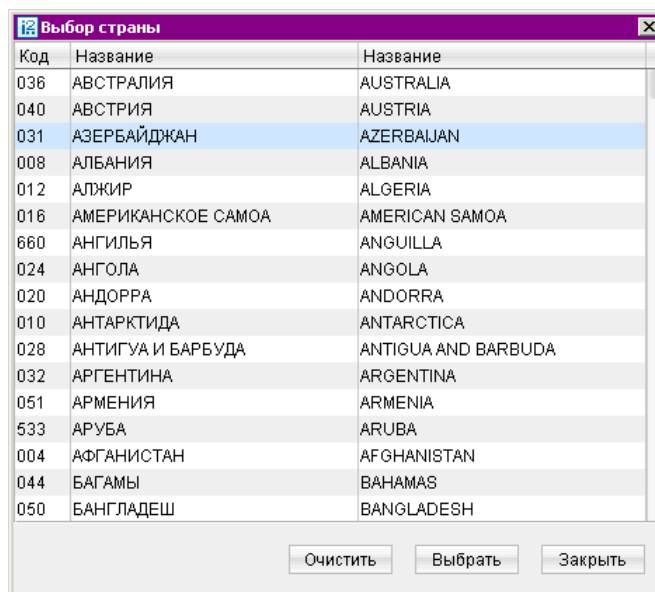 Выбор страны
Код Название Название
036 АВСТРАЛИЯ AUSTRALIA
040 АВСТРИЯ AUSTRIA
031 АЗЕРБАЙДЖАН AZERBAIJAN
008 АЛБАНИЯ ALBANIA
012 АЛЖИР ALGERIA
016 АМЕРИКАНСКОЕ САМОА AMERICAN SAMOA
660 АНГИЛЬЯ ANGUILLA
024 АНГОЛА ANGOLA
020 АНДОРРА ANDORRA
010 АНТАРКТИДА ANTARCTICA
028 АНТИГУА И БАРБУДА ANTIGUA AND BARBUDA
032 АРГЕНТИНА ARGENTINA
051 АРМЕНИЯ ARMENIA
533 АРУБА ARUBA
004 АФГАНИСТАН AFGHANISTAN
044 БАГАМЫ BAHAMAS
050 БАНГЛАДЕШ BANGLADESH
Очистить Выбрать Закрыть